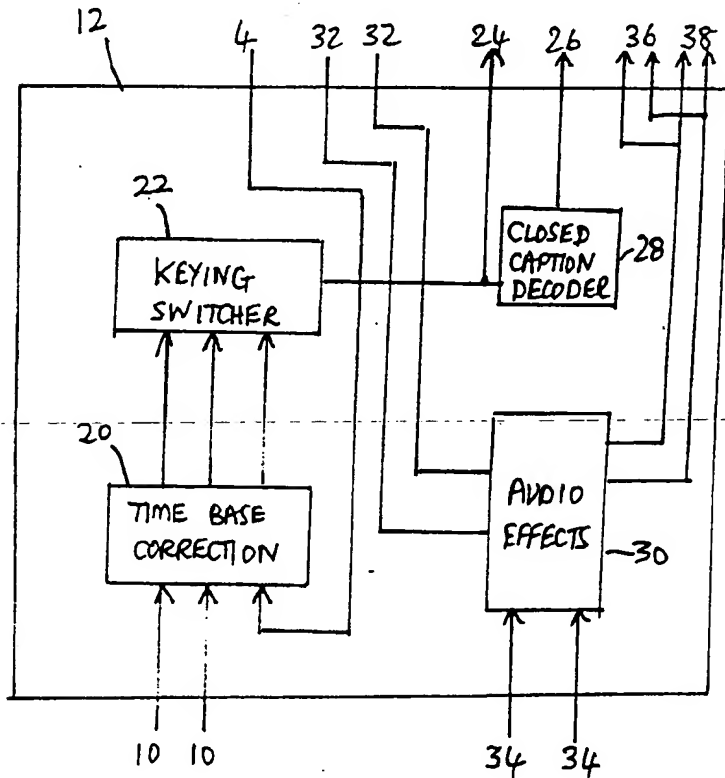 12 4 32 32 24 26 36 38
22
KEYING
SWITCHER
CLOSED
CAPTION
DECODER
28
20
TIME BASE
CORRECTION
AUDIO
EFFECTS
30
10 10 34 34